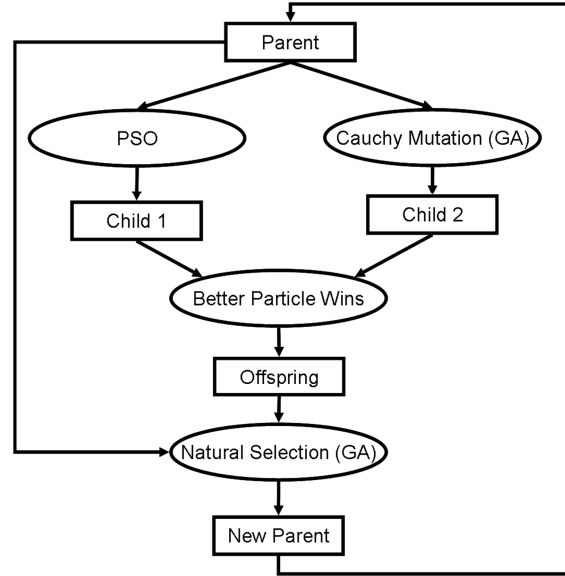 Parent
PSO
Cauchy Mutation (GA)
Child 1
Child 2
Better Particle Wins
Offspring
Natural Selection (GA)
New Parent